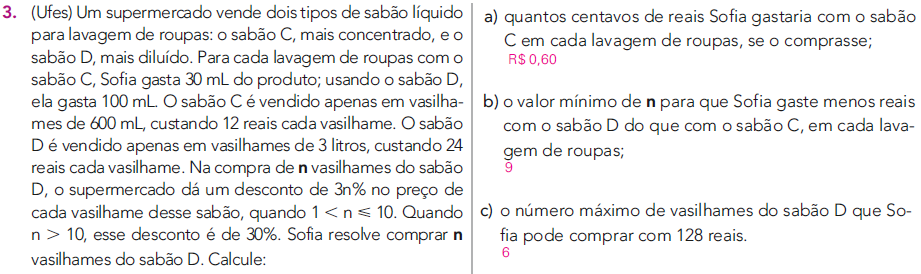 3. (Ufes) Um supermercado vende dois tipos de sabão líquido
para lavagem de roupas: o sabão C, mais concentrado, e o
sabão D, mais diluído. Para cada lavagem de roupas com o
sabão C, Sofia gasta 30 mL do produto; usando o sabão D,
ela gasta 100 mL. O sabão C é vendido apenas em vasilha-
mes de 600 mL, custando 12 reais cada vasilhame. O sabão
D é vendido apenas em vasilhames de 3 litros, custando 24
reais cada vasilhame. Na compra de n vasilhames do sabão
D, o supermercado dá um desconto de 3n% no preço de
cada vasilhame desse sabão, quando 1 < n ⩽ 10. Quando
n > 10, esse desconto é de 30%. Sofia resolve comprar n
vasilhames do sabão D. Calcule:
a) quantos centavos de reais Sofia gastaria com o sabão
C em cada lavagem de roupas, se o comprasse;
R$ 0,60
b) o valor mínimo de n para que Sofia gaste menos reais
com o sabão D do que com o sabão C, em cada lava-
gem de roupas;
9
c) o número máximo de vasilhames do sabão D que So-
fia pode comprar com 128 reais.
6